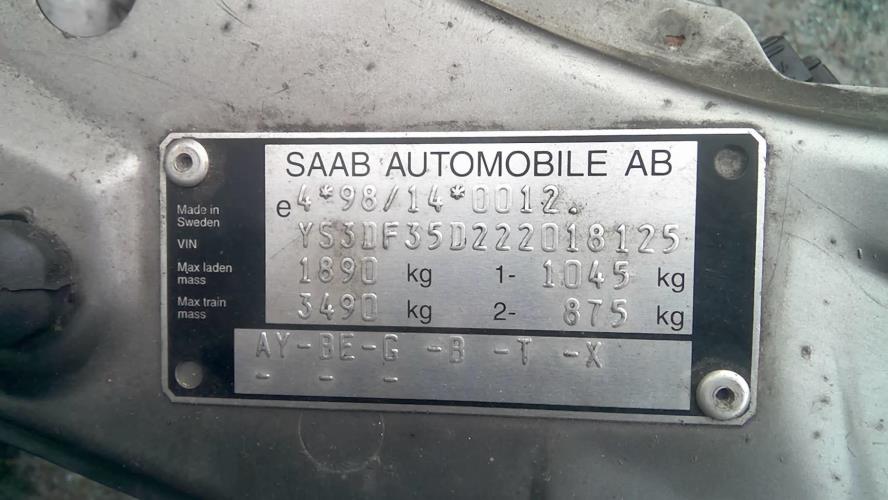 SAAB AUTOMOBILE AB
e4*98/14*0012.
Made in
Sweden
VIN YS3DF35D222018125
Max laden
mass 1890 kg 1- 1045 kg
Max train
mass 3490 kg 2- 875 kg
AY-BE-G -B -T -X
- - -